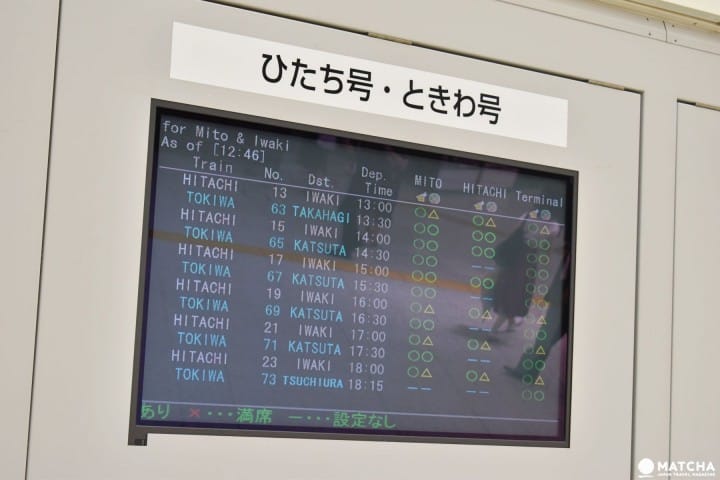 ひたち号・ときわ号
for Mito & Iwaki
As of [12:46]
Train No. Dst. Dep. Time MITO HITACHI Terminal
HITACHI 13 IWAKI 13:00
TOKIWA 63 TAKAHAGI 13:30
HITACHI 15 IWAKI 14:00
TOKIWA 65 KATSUTA 14:30
HITACHI 17 IWAKI 15:00
TOKIWA 67 KATSUTA 15:30
HITACHI 19 IWAKI 16:00
TOKIWA 69 KATSUTA 16:30
HITACHI 21 IWAKI 17:00
TOKIWA 71 KATSUTA 17:30
HITACHI 23 IWAKI 18:00
TOKIWA 73 TSUCHIURA 18:15
あり ×・・・満席 −・・・設定なし
MATCHA
JAPAN TRAVEL MAGAZINE